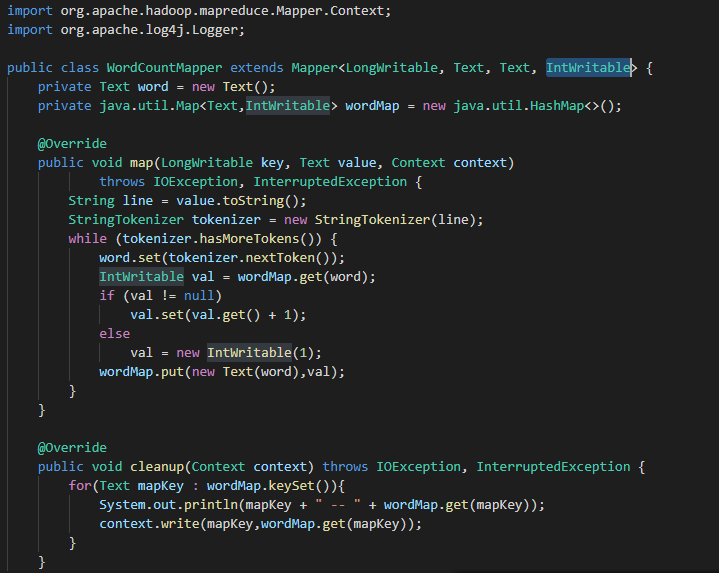 import org.apache.hadoop.mapreduce.Mapper.Context;
import org.apache.log4j.Logger;

public class WordCountMapper extends Mapper<LongWritable, Text, Text, IntWritable> {
    private Text word = new Text();
    private java.util.Map<Text,IntWritable> wordMap = new java.util.HashMap<>();

    @Override
    public void map(LongWritable key, Text value, Context context)
            throws IOException, InterruptedException {
        String line = value.toString();
        StringTokenizer tokenizer = new StringTokenizer(line);
        while (tokenizer.hasMoreTokens()) {
            word.set(tokenizer.nextToken());
            IntWritable val = wordMap.get(word);
            if (val != null)
                val.set(val.get() + 1);
            else
                val = new IntWritable(1);
            wordMap.put(new Text(word),val);
        }
    }

    @Override
    public void cleanup(Context context) throws IOException, InterruptedException {
        for(Text mapKey : wordMap.keySet()){
            System.out.println(mapKey + " -- " + wordMap.get(mapKey));
            context.write(mapKey,wordMap.get(mapKey));
        }
    }